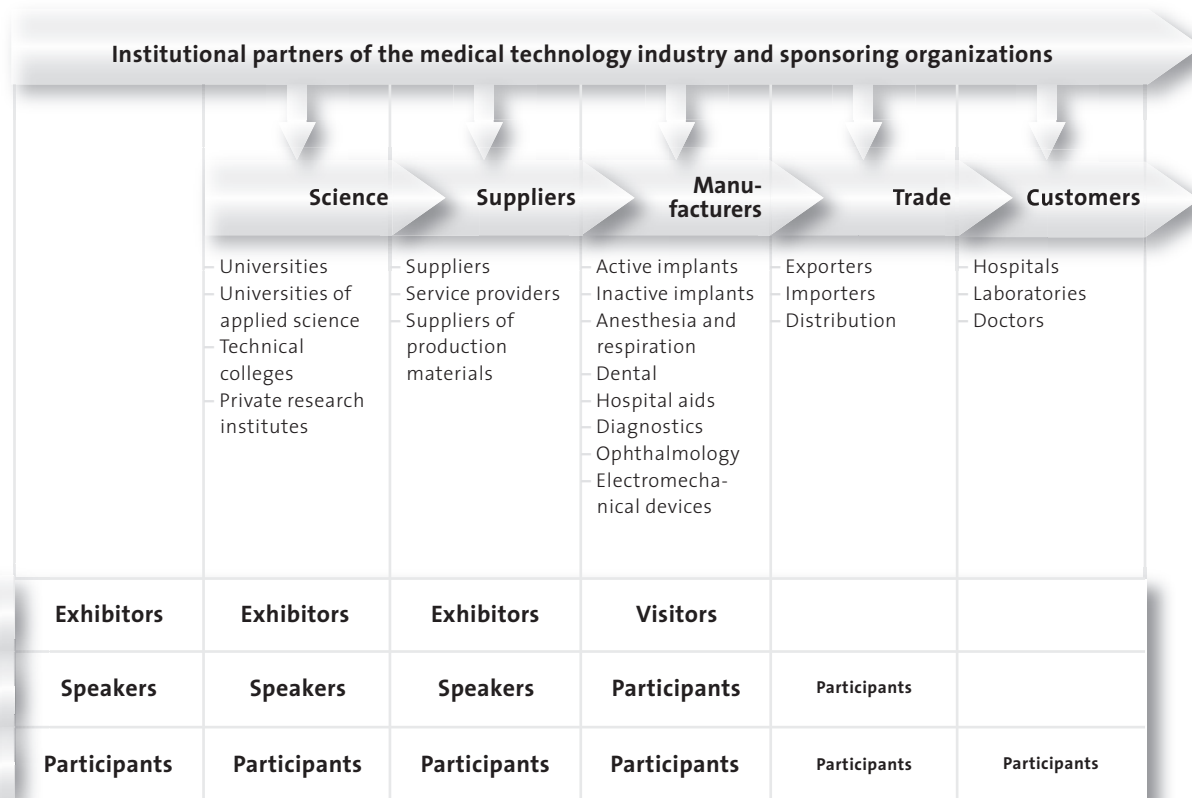 Institutional partners of the medical technology industry and sponsoring organizations
Science
Suppliers
Manu-
facturers
Trade
Customers
– Universities
– Universities of
applied science
– Technical
colleges
– Private research
institutes
– Suppliers
– Service providers
– Suppliers of
production
materials
– Active implants
– Inactive implants
– Anesthesia and
respiration
– Dental
– Hospital aids
– Diagnostics
– Ophthalmology
– Electromecha-
nical devices
– Exporters
– Importers
– Distribution
– Hospitals
– Laboratories
– Doctors
Exhibitors Exhibitors Exhibitors Visitors
Speakers Speakers Speakers Participants Participants
Participants Participants Participants Participants Participants Participants